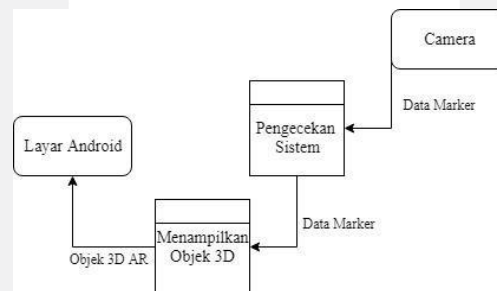 Camera
Data Marker
Pengecekan
Sistem
Layar Android
Data Marker
Menampilkan
Objek 3D
Objek 3D AR